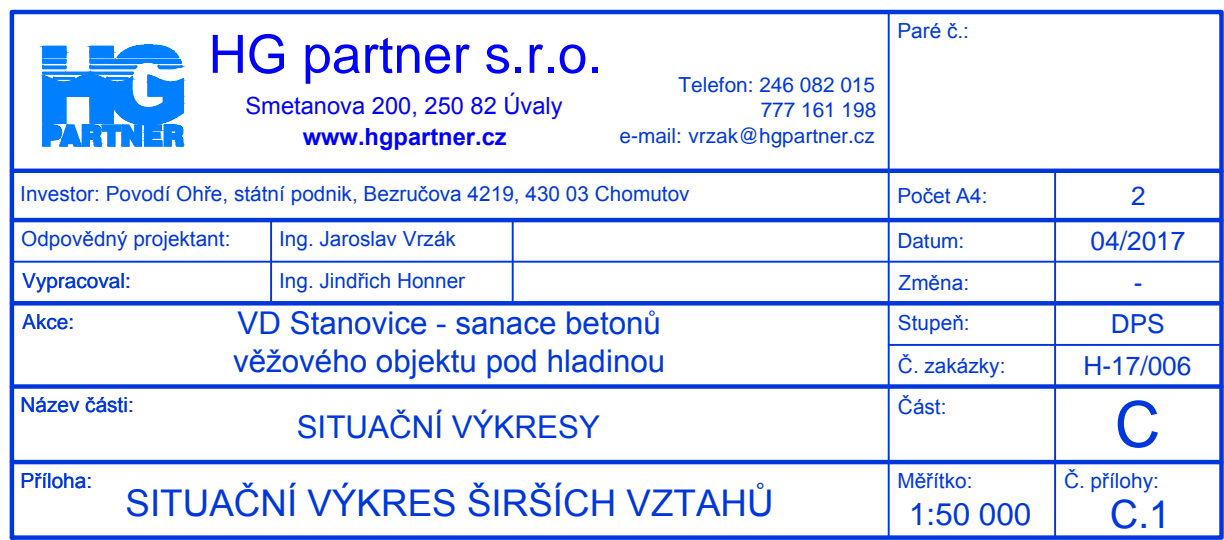 HG
PARTNER
HG partner s.r.o.
Smetanova 200, 250 82 Úvaly
www.hgpartner.cz
Telefon: 246 082 015
777 161 198
e-mail: vrzak@hgpartner.cz
Paré č.:
Investor: Povodí Ohře, státní podnik, Bezručova 4219, 430 03 Chomutov
Počet A4: 2
Odpovědný projektant: Ing. Jaroslav Vrzák
Datum: 04/2017
Vypracoval: Ing. Jindřich Honner
Změna: -
Akce: VD Stanovice - sanace betonů
věžového objektu pod hladinou
Stupeň: DPS
Č. zakázky: H-17/006
Název části:
SITUAČNÍ VÝKRESY
Část: C
Příloha:
SITUAČNÍ VÝKRES ŠIRŠÍCH VZTAHŮ
Měřítko:
1:50 000
Č. přílohy:
C.1